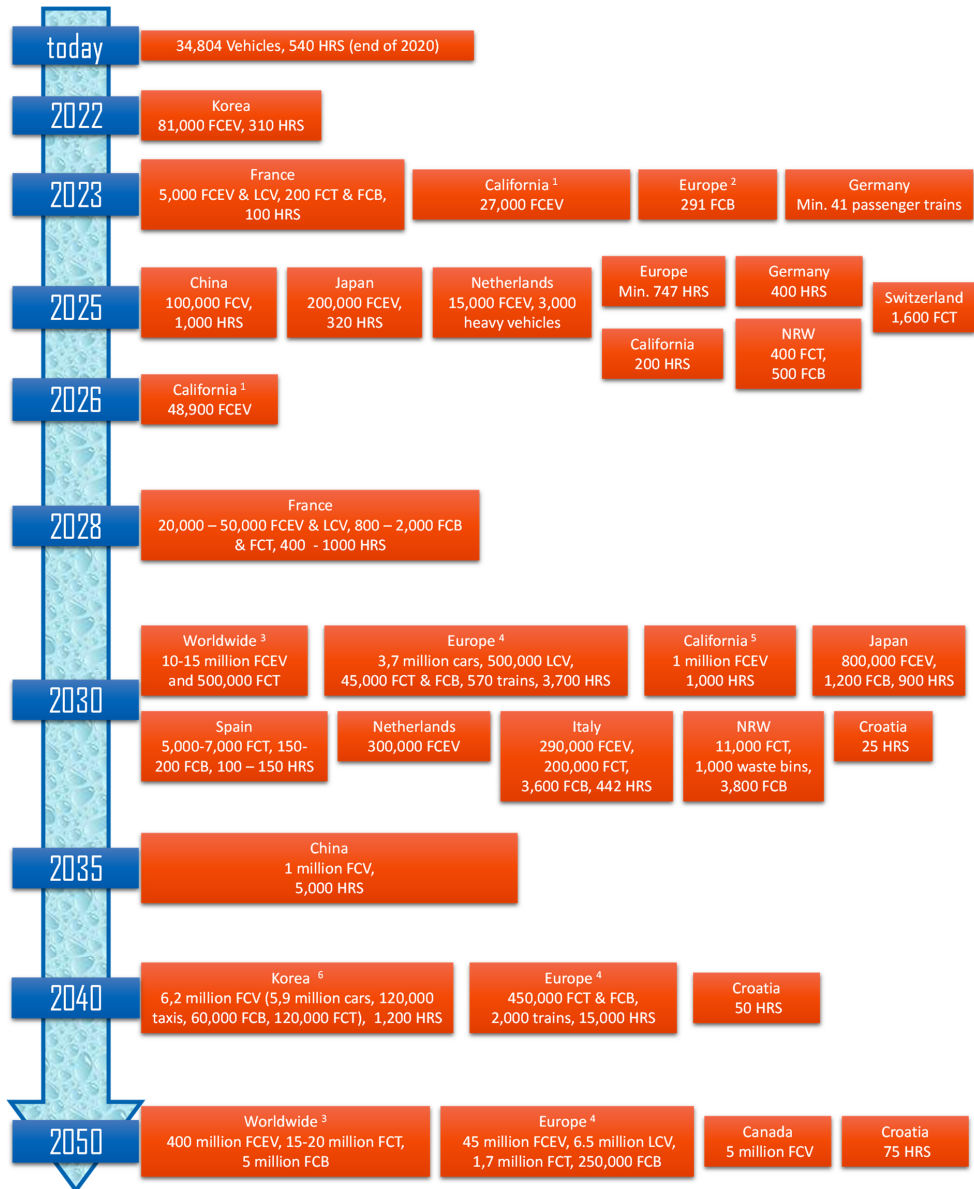 today
34,804 Vehicles, 540 HRS (end of 2020)
2022
Korea
81,000 FCEV, 310 HRS
2023
France
5,000 FCEV & LCV, 200 FCT & FCB,
100 HRS
California 1
27,000 FCEV
Europe 2
291 FCB
Germany
Min. 41 passenger trains
2025
China
100,000 FCV,
1,000 HRS
Japan
200,000 FCEV,
320 HRS
Netherlands
15,000 FCEV, 3,000
heavy vehicles
Europe
Min. 747 HRS
Germany
400 HRS
Switzerland
1,600 FCT
California
200 HRS
NRW
400 FCT,
500 FCB
2026
California 1
48,900 FCEV
2028
France
20,000 – 50,000 FCEV & LCV, 800 – 2,000 FCB
& FCT, 400 - 1000 HRS
2030
Worldwide 3
10-15 million FCEV
and 500,000 FCT
Europe 4
3,7 million cars, 500,000 LCV,
45,000 FCT & FCB, 570 trains, 3,700 HRS
California 5
1 million FCEV
1,000 HRS
Japan
800,000 FCEV,
1,200 FCB, 900 HRS
Spain
5,000-7,000 FCT, 150-
200 FCB, 100 – 150 HRS
Netherlands
300,000 FCEV
Italy
290,000 FCEV,
200,000 FCT,
3,600 FCB, 442 HRS
NRW
11,000 FCT,
1,000 waste bins,
3,800 FCB
Croatia
25 HRS
2035
China
1 million FCV,
5,000 HRS
2040
Korea 6
6,2 million FCV (5,9 million cars, 120,000
taxis, 60,000 FCB, 120,000 FCT), 1,200 HRS
Europe 4
450,000 FCT & FCB,
2,000 trains, 15,000 HRS
Croatia
50 HRS
2050
Worldwide 3
400 million FCEV, 15-20 million FCT,
5 million FCB
Europe 4
45 million FCEV, 6.5 million LCV,
1,7 million FCT, 250,000 FCB
Canada
5 million FCV
Croatia
75 HRS